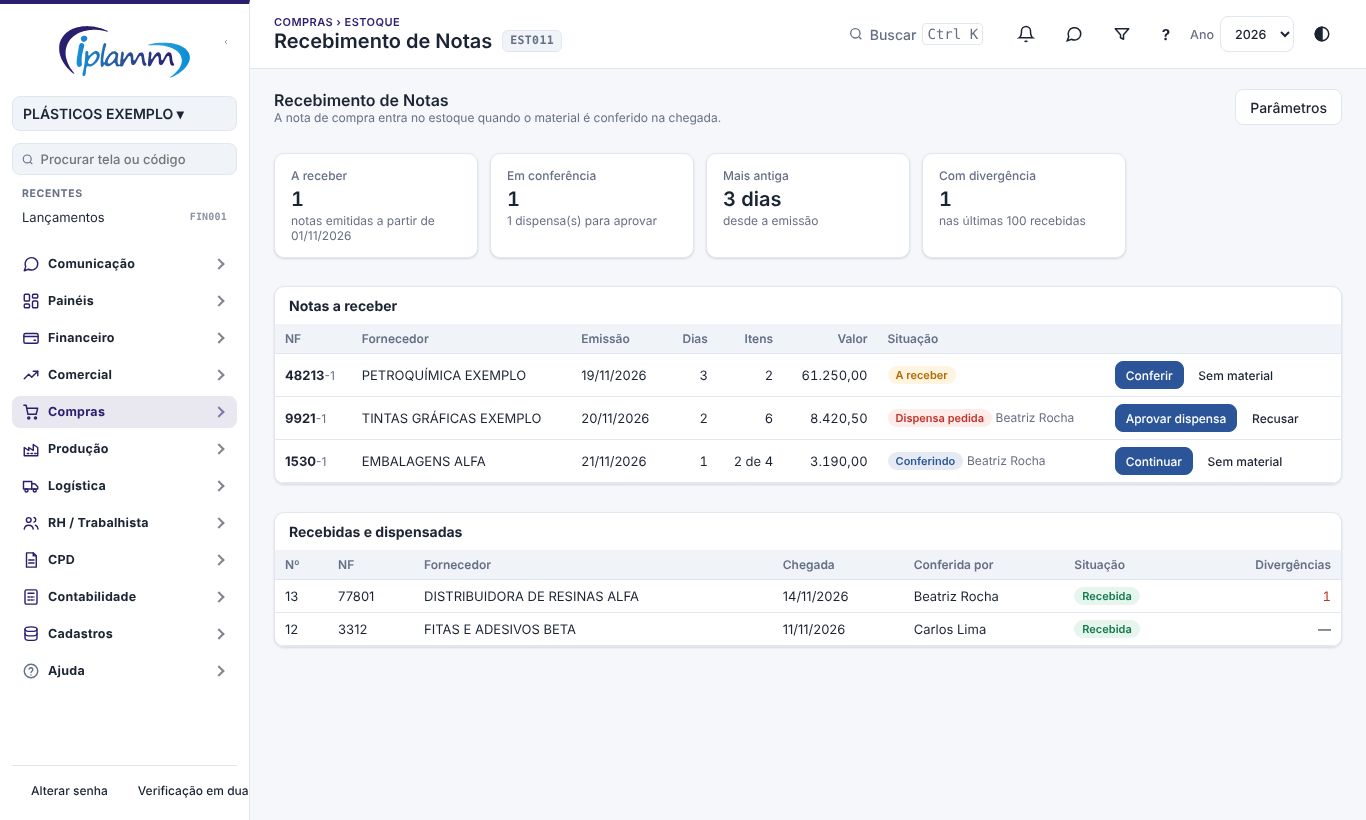 iplamm
‹
PLÁSTICOS EXEMPLO ▾
Procurar tela ou código
RECENTES
Lançamentos FIN001
Comunicação
Painéis
Financeiro
Comercial
Compras
Produção
Logística
RH / Trabalhista
CPD
Contabilidade
Cadastros
Ajuda
Alterar senha Verificação em dua
COMPRAS › ESTOQUE
Recebimento de Notas EST011
Buscar Ctrl K ? Ano 2026
Recebimento de Notas
A nota de compra entra no estoque quando o material é conferido na chegada.
Parâmetros
A receber
1
notas emitidas a partir de
01/11/2026
Em conferência
1
1 dispensa(s) para aprovar
Mais antiga
3 dias
desde a emissão
Com divergência
1
nas últimas 100 recebidas
Notas a receber
NF Fornecedor Emissão Dias Itens Valor Situação
48213-1 PETROQUÍMICA EXEMPLO 19/11/2026 3 2 61.250,00 A receber Conferir Sem material
9921-1 TINTAS GRÁFICAS EXEMPLO 20/11/2026 2 6 8.420,50 Dispensa pedida Beatriz Rocha Aprovar dispensa Recusar
1530-1 EMBALAGENS ALFA 21/11/2026 1 2 de 4 3.190,00 Conferindo Beatriz Rocha Continuar Sem material
Recebidas e dispensadas
Nº NF Fornecedor Chegada Conferida por Situação Divergências
13 77801 DISTRIBUIDORA DE RESINAS ALFA 14/11/2026 Beatriz Rocha Recebida 1
12 3312 FITAS E ADESIVOS BETA 11/11/2026 Carlos Lima Recebida —